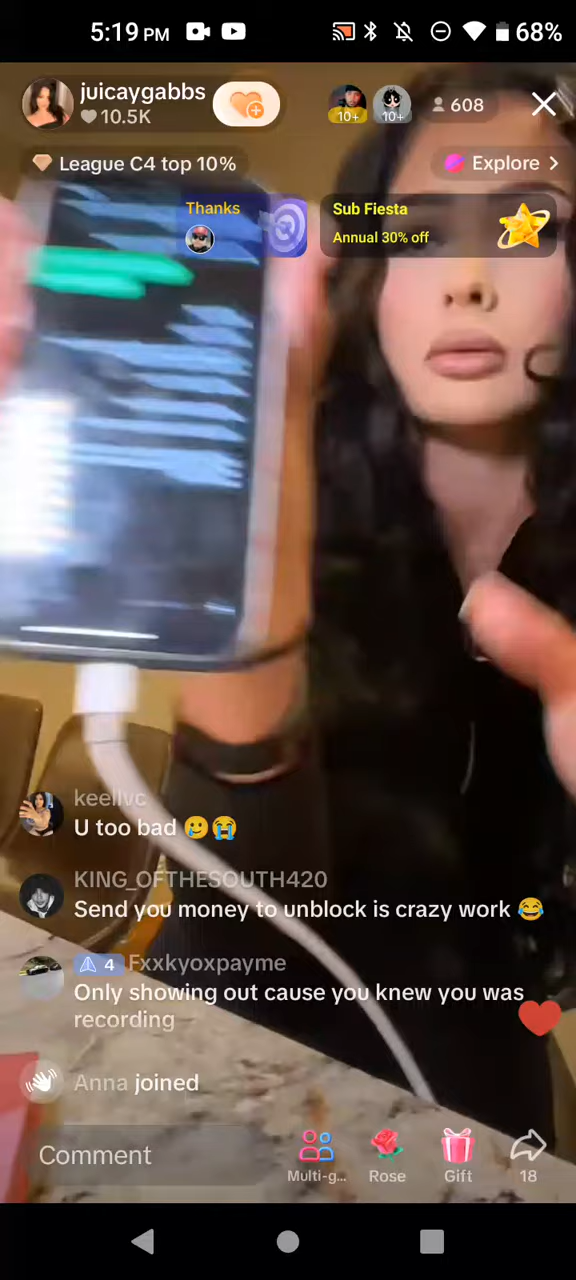 5:19 PM
68%
juicaygabbs
10.5K
10+
10+
608
League C4 top 10%
Explore >
Thanks
Sub Fiesta
Annual 30% off
keellvc
U too bad 🥲😭
KING_OFTHESOUTH420
Send you money to unblock is crazy work 😂
4 Fxxkyoxpayme
Only showing out cause you knew you was
recording
Anna joined
Comment
Multi-g...
Rose
Gift
18